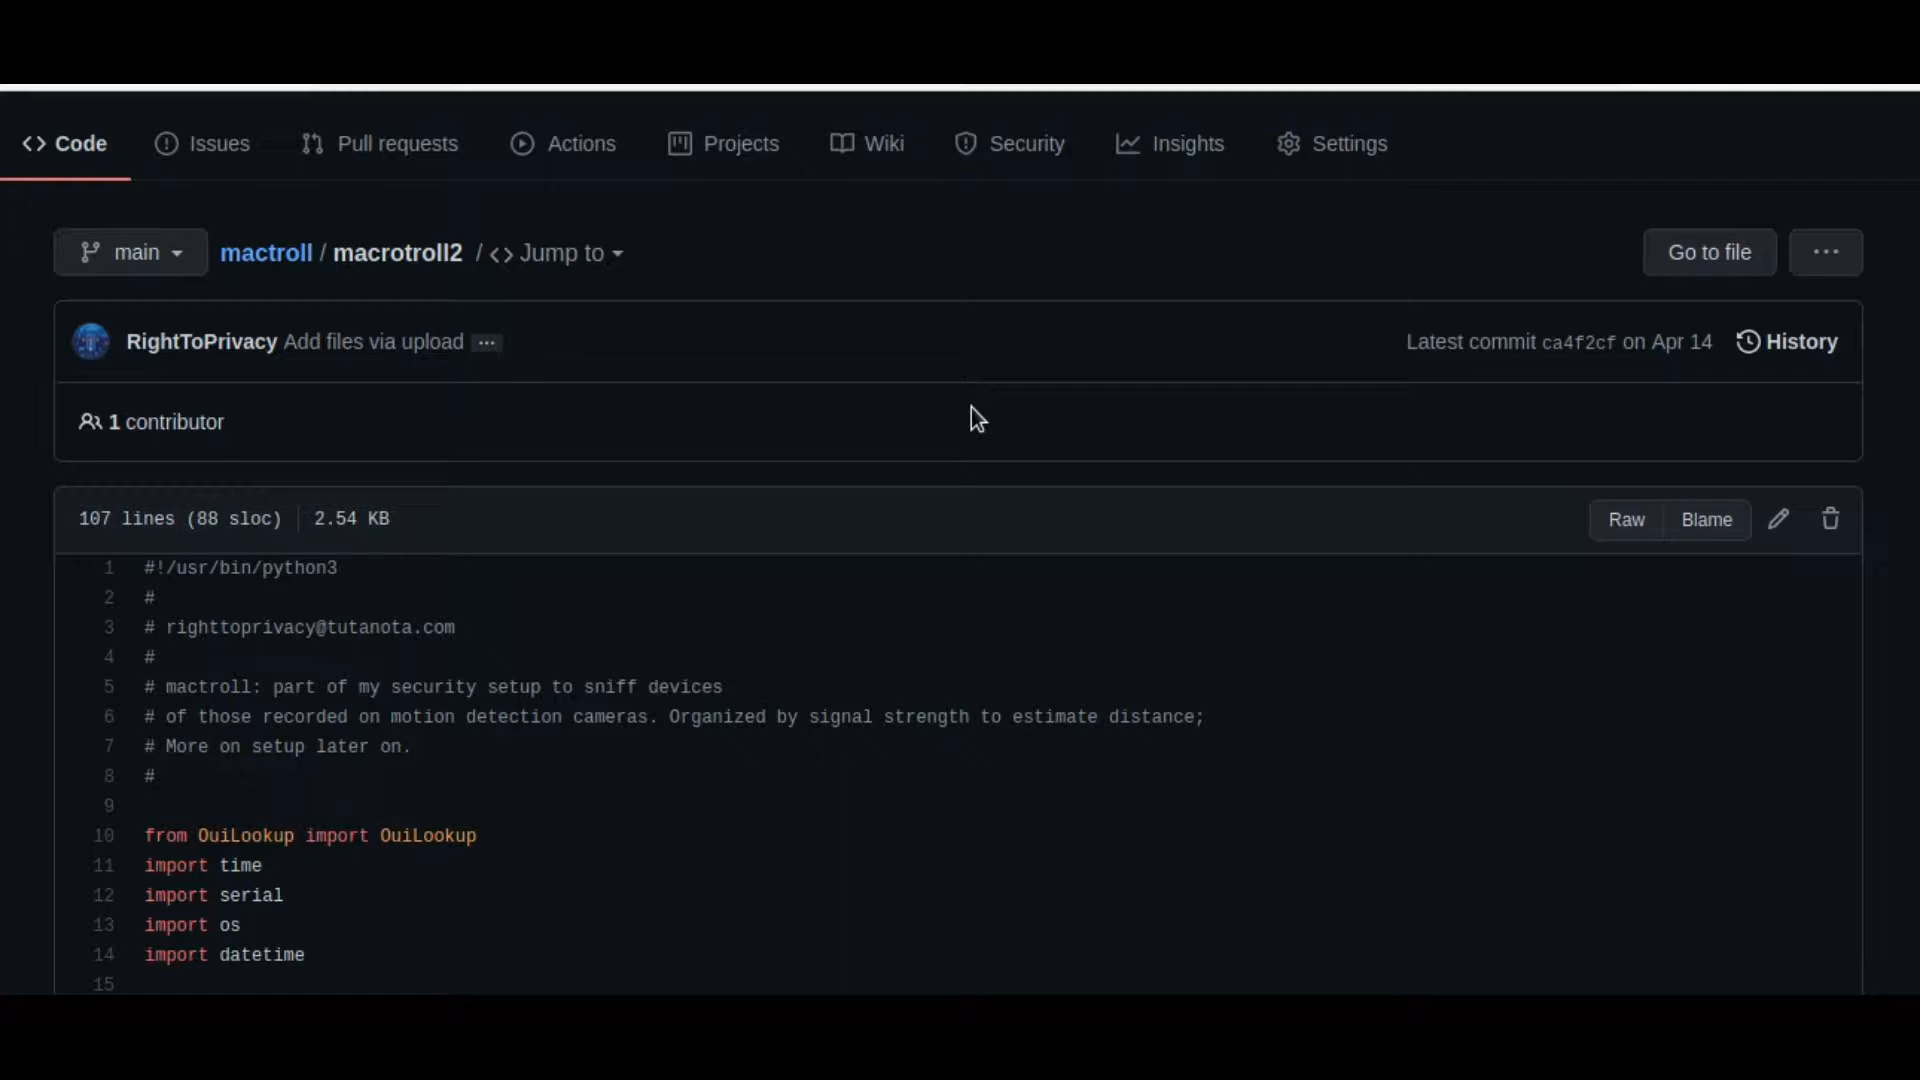 Code Issues Pull requests Actions Projects Wiki Security Insights Settings
main mactroll / macrotroll2 / <> Jump to Go to file ...
RightToPrivacy Add files via upload ... Latest commit ca4f2cf on Apr 14 History
1 contributor
107 lines (88 sloc) 2.54 KB Raw Blame
1 #!/usr/bin/python3
2 #
3 # righttoprivacy@tutanota.com
4 #
5 # mactroll: part of my security setup to sniff devices
6 # of those recorded on motion detection cameras. Organized by signal strength to estimate distance;
7 # More on setup later on.
8 #
9
10 from OuiLookup import OuiLookup
11 import time
12 import serial
13 import os
14 import datetime
15